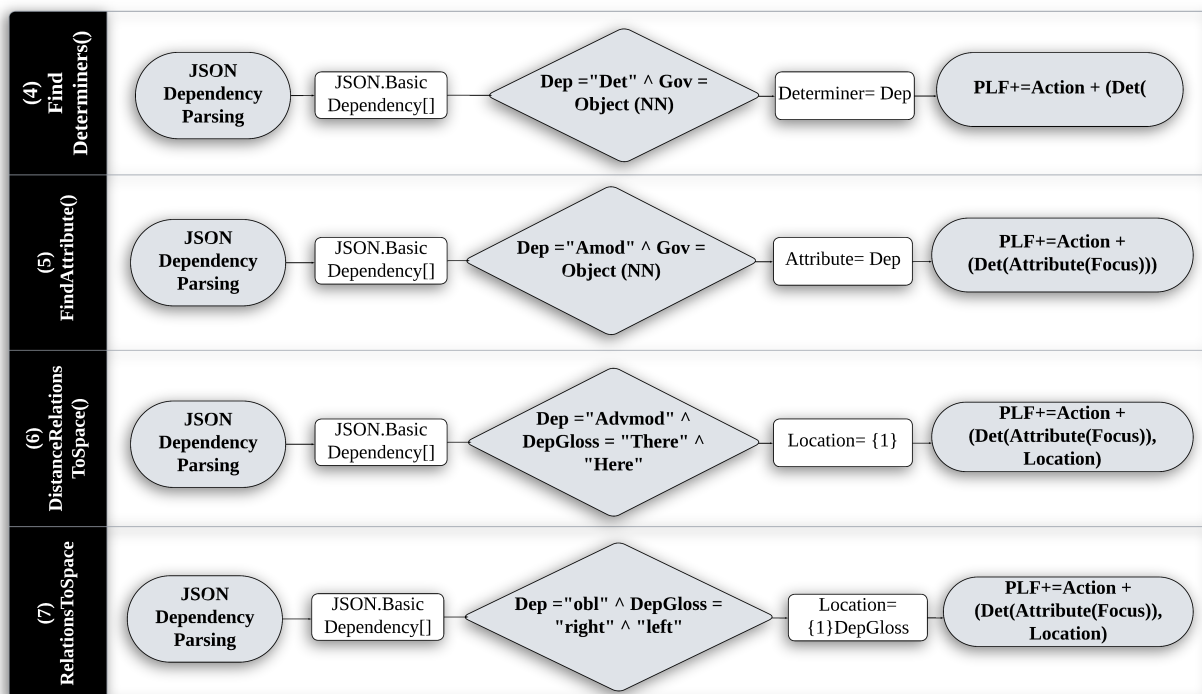 (4)
Find
Determiners()
JSON
Dependency
Parsing
JSON.Basic
Dependency[]
Dep ="Det" ^ Gov =
Object (NN)
Determiner= Dep
PLF+=Action + (Det(
(5)
FindAttribute()
JSON
Dependency
Parsing
JSON.Basic
Dependency[]
Dep ="Amod" ^ Gov =
Object (NN)
Attribute= Dep
PLF+=Action +
(Det(Attribute(Focus)))
(6)
DistanceRelations
ToSpace()
JSON
Dependency
Parsing
JSON.Basic
Dependency[]
Dep ="Advmod" ^
DepGloss = "There" ^
"Here"
Location= {1}
PLF+=Action +
(Det(Attribute(Focus)),
Location)
(7)
RelationsToSpace
JSON
Dependency
Parsing
JSON.Basic
Dependency[]
Dep ="obl" ^ DepGloss =
"right" ^ "left"
Location=
{1}DepGloss
PLF+=Action +
(Det(Attribute(Focus)),
Location)